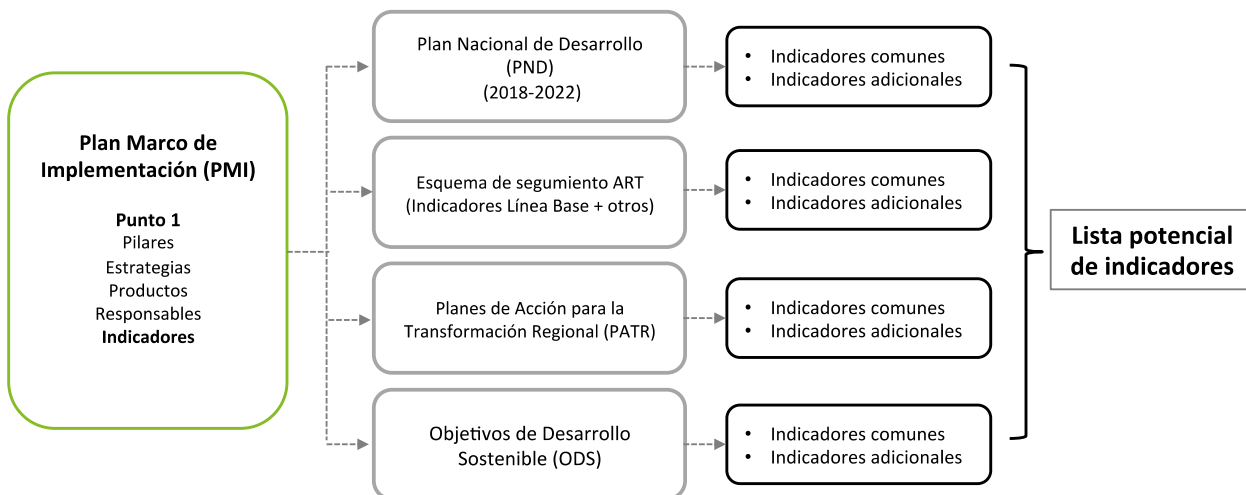 Plan Marco de
Implementación (PMI)
Punto 1
Pilares
Estrategias
Productos
Responsables
Indicadores
Plan Nacional de Desarrollo
(PND)
(2018-2022)
• Indicadores comunes
• Indicadores adicionales
Esquema de segumiento ART
(Indicadores Línea Base + otros)
• Indicadores comunes
• Indicadores adicionales
Planes de Acción para la
Transformación Regional (PATR)
• Indicadores comunes
• Indicadores adicionales
Objetivos de Desarrollo
Sostenible (ODS)
• Indicadores comunes
• Indicadores adicionales
Lista potencial
de indicadores